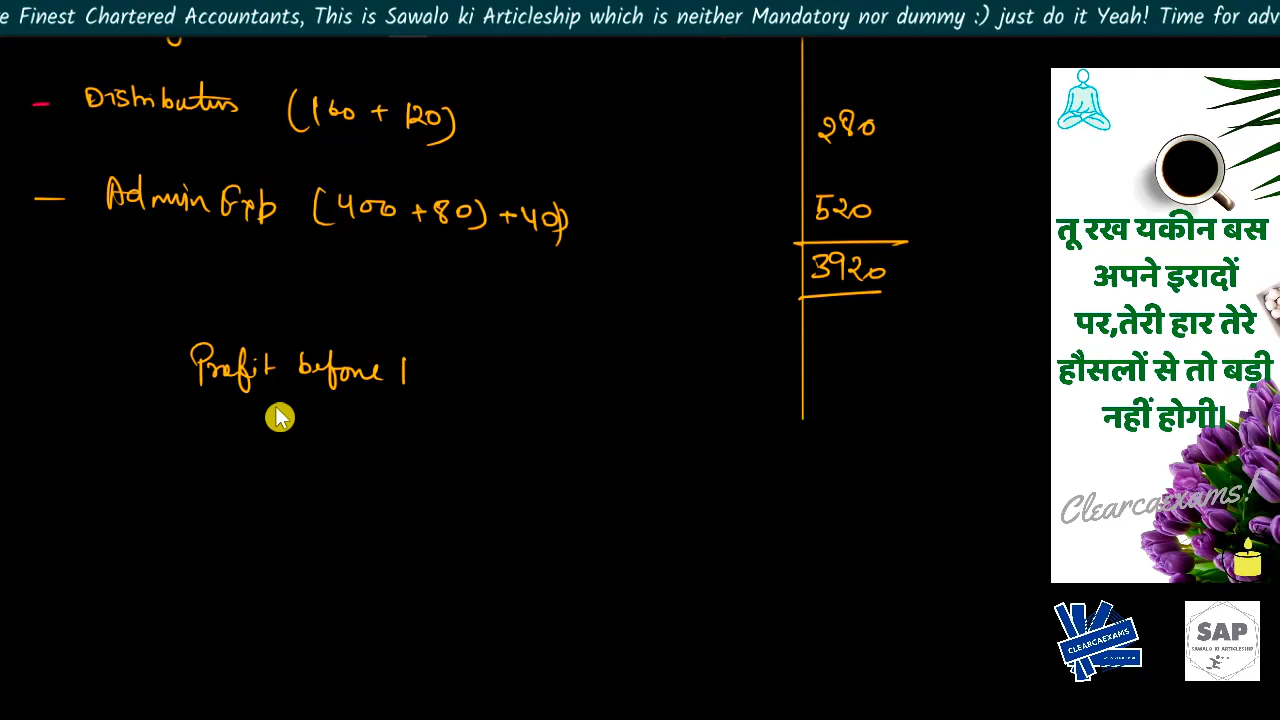 e Finest Chartered Accountants, This is Sawalo ki Articleship which is neither Mandatory nor dummy :) just do it Yeah! Time for adv
- Distributors (160 + 120) 280
- Admin Exp (400 + 80) + 40) 520
3920
Profit before
तू रख यकीन बस
अपने इरादों
पर,तेरी हार तेरे
हौसलों से तो बड़ी
नहीं होगी।
Clearcaexams!
CLEARCAEXAMS
SAP
SAWALO KI ARTICLESHIP